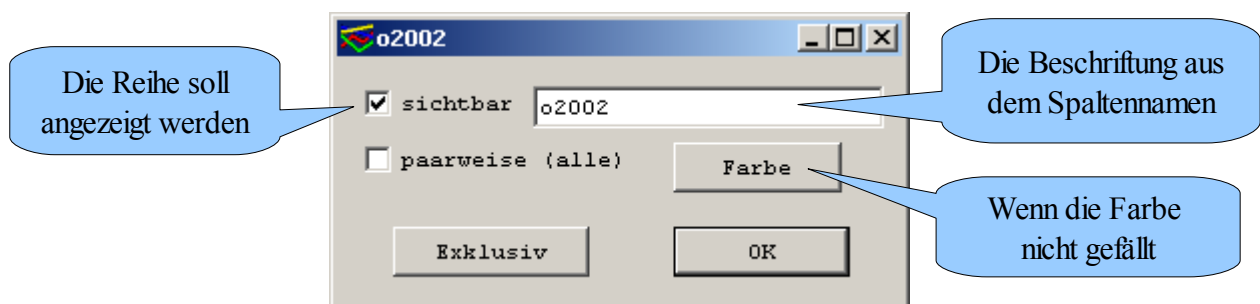 o2002
Die Reihe soll
angezeigt werden
sichtbar
o2002
Die Beschriftung aus
dem Spaltennamen
paarweise (alle)
Farbe
Wenn die Farbe
nicht gefällt
Exklusiv
OK